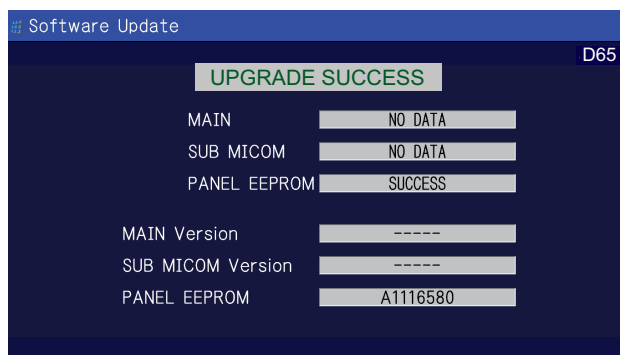 Software Update
D65
UPGRADE SUCCESS
MAIN NO DATA
SUB MICOM NO DATA
PANEL EEPROM SUCCESS
MAIN Version -----
SUB MICOM Version -----
PANEL EEPROM A1116580